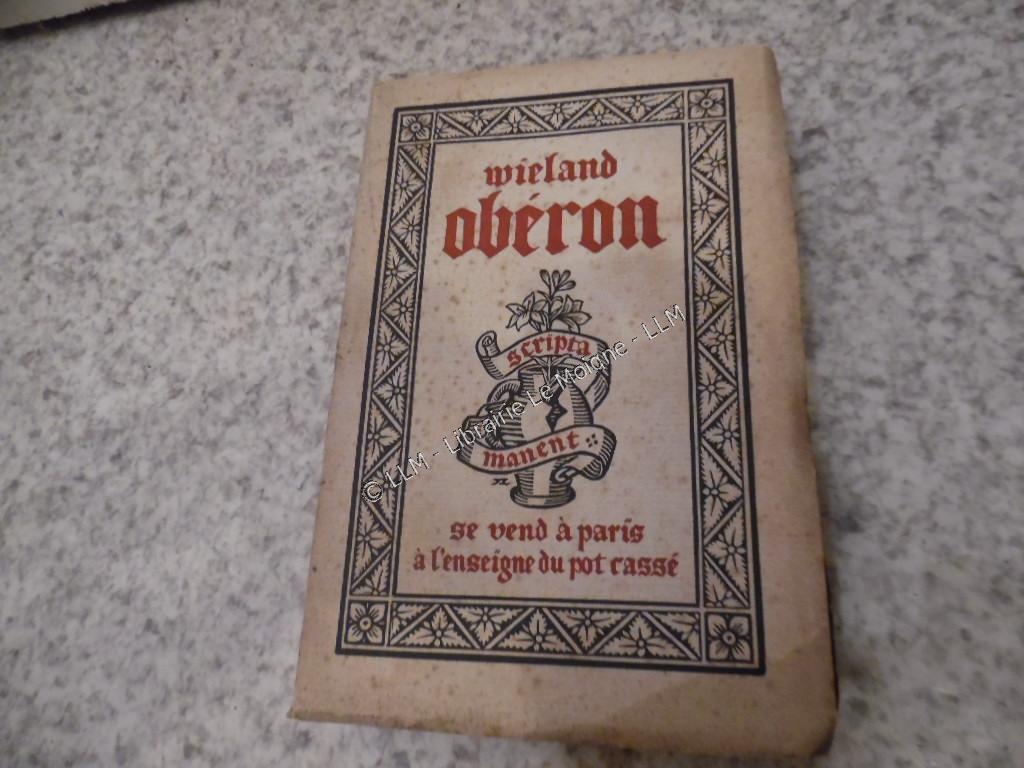 wieland
obéron
scripta
manent
se vend à paris
à l'enseigne du pot cassé
© LLM - Librairie Le Moigne - LLM